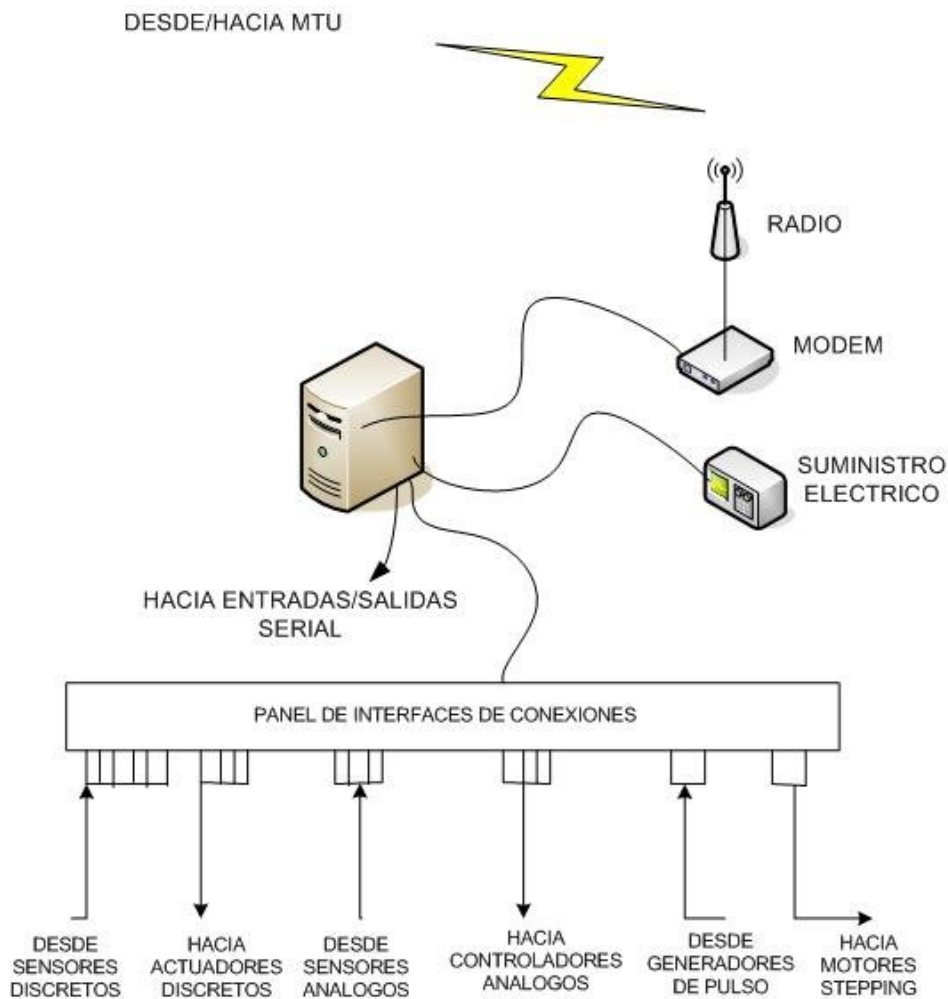 DESDE/HACIA MTU
RADIO
MODEM
SUMINISTRO
ELECTRICO
HACIA ENTRADAS/SALIDAS
SERIAL
PANEL DE INTERFACES DE CONEXIONES
DESDE
SENSORES
DISCRETOS
HACIA
ACTUADORES
DISCRETOS
DESDE
SENSORES
ANALOGOS
HACIA
CONTROLADORES
ANALOGOS
DESDE
GENERADORES
DE PULSO
HACIA
MOTORES
STEPPING